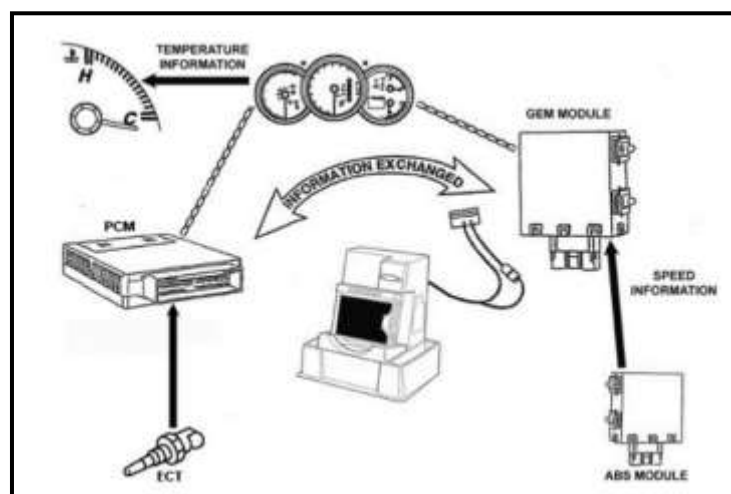 TEMPERATURE
INFORMATION
H
C
GEM MODULE
INFORMATION EXCHANGED
PCM
SPEED
INFORMATION
ECT
ABS MODULE